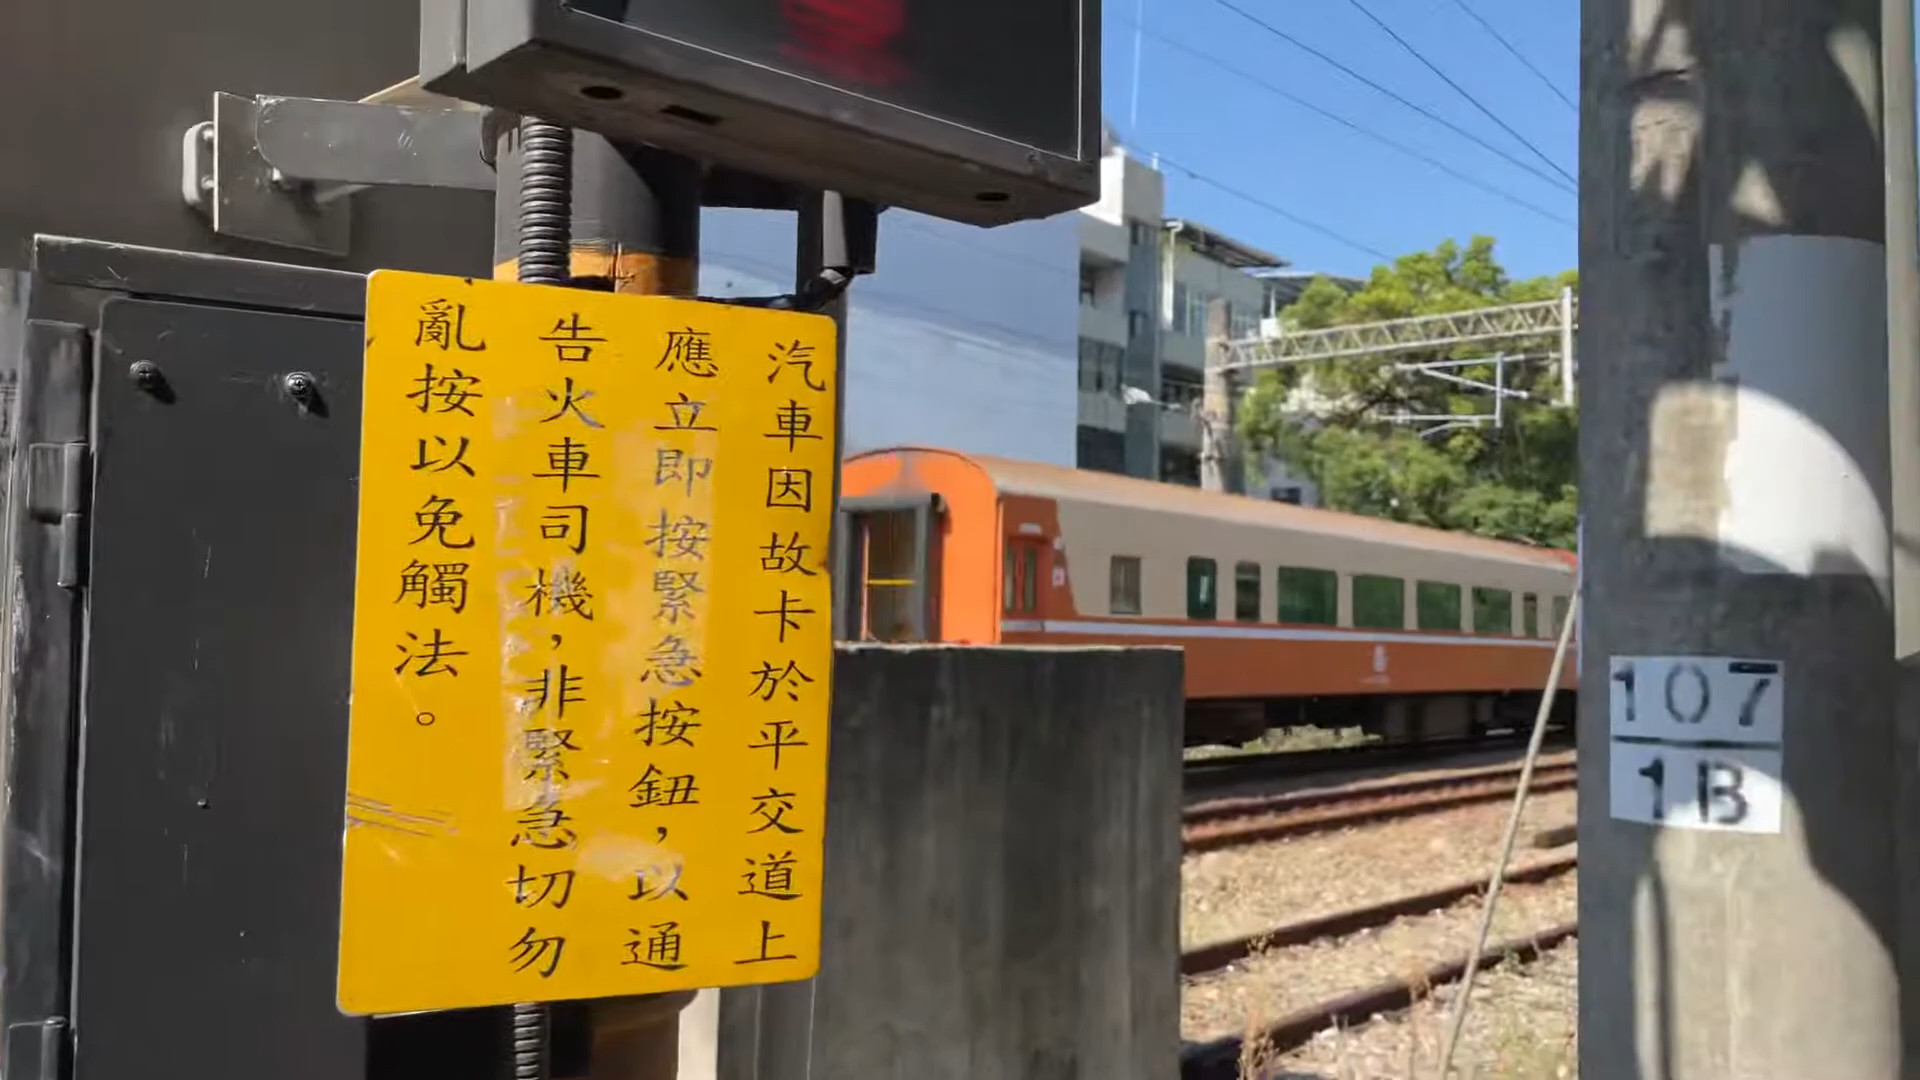 汽車因故卡於平交道上
應立即按緊急按鈕，以通
告火車司機，非緊急切勿
亂按以免觸法。
107
1B